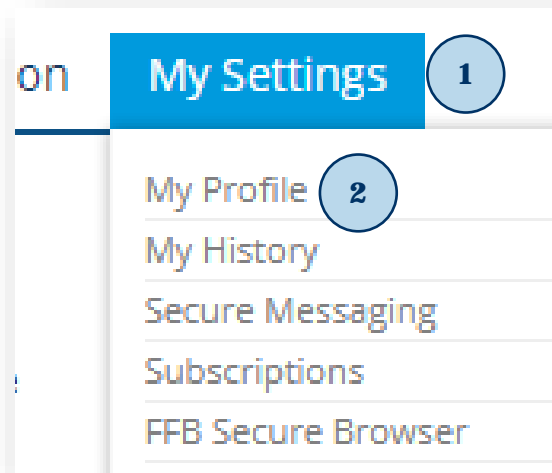 on My Settings 1
My Profile 2
My History
Secure Messaging
Subscriptions
FFB Secure Browser